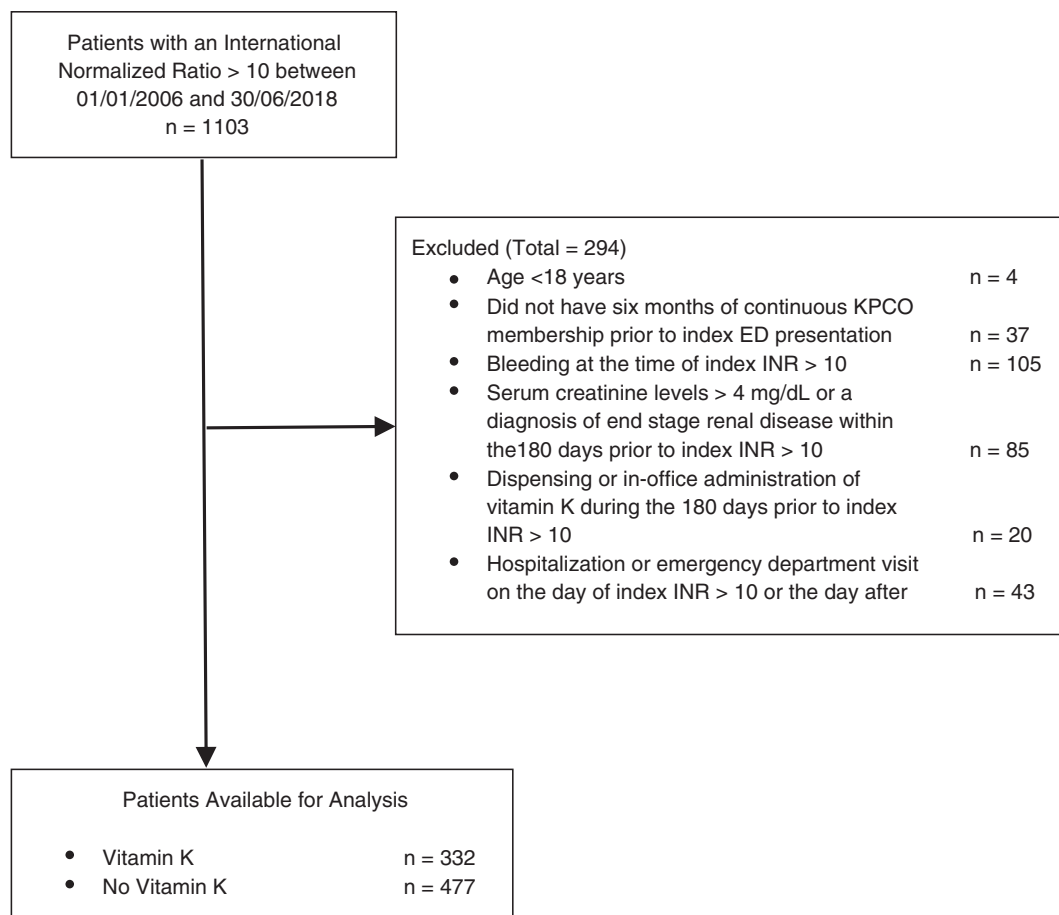 Patients with an International
Normalized Ratio > 10 between
01/01/2006 and 30/06/2018
n = 1103
Excluded (Total = 294)
• Age <18 years n = 4
• Did not have six months of continuous KPCO
membership prior to index ED presentation n = 37
• Bleeding at the time of index INR > 10 n = 105
• Serum creatinine levels > 4 mg/dL or a
diagnosis of end stage renal disease within
the180 days prior to index INR > 10 n = 85
• Dispensing or in-office administration of
vitamin K during the 180 days prior to index
INR > 10 n = 20
• Hospitalization or emergency department visit
on the day of index INR > 10 or the day after n = 43
Patients Available for Analysis
• Vitamin K n = 332
• No Vitamin K n = 477